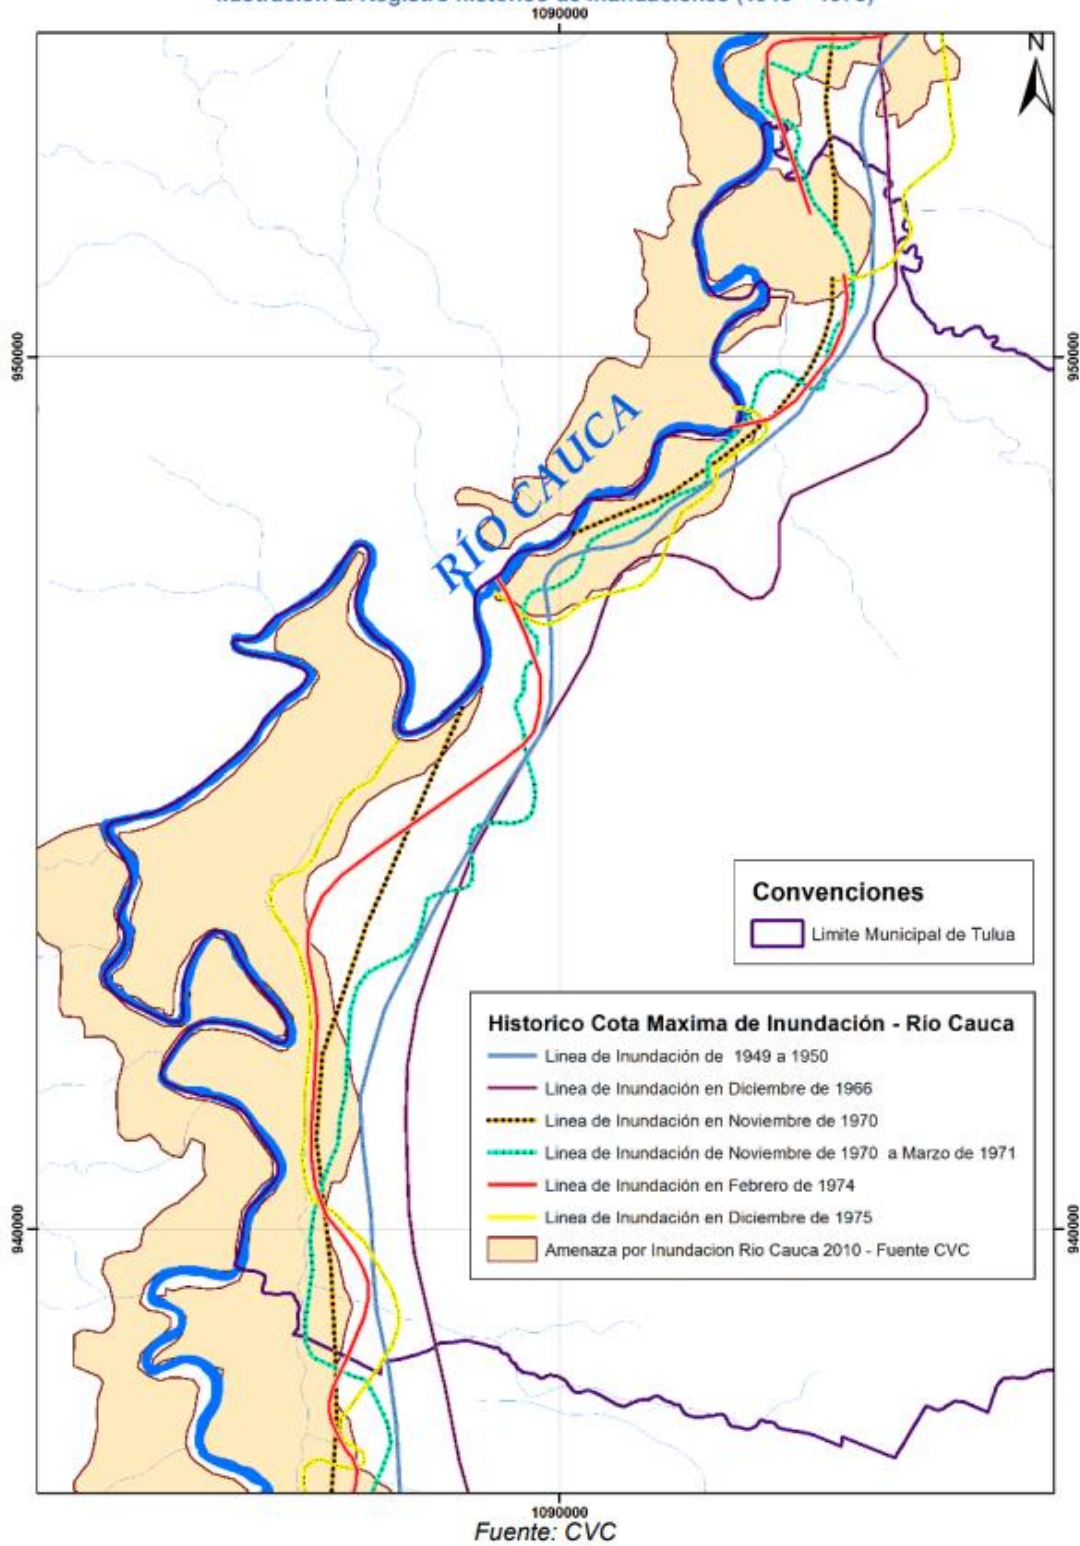 1090000
N
950000
950000
RÍO CAUCA
Convenciones
Limite Municipal de Tulua
Historico Cota Maxima de Inundación - Río Cauca
Linea de Inundación de 1949 a 1950
Linea de Inundación en Diciembre de 1966
Linea de Inundación en Noviembre de 1970
Linea de Inundación de Noviembre de 1970 a Marzo de 1971
Linea de Inundación en Febrero de 1974
Linea de Inundación en Diciembre de 1975
Amenaza por Inundacion Rio Cauca 2010 - Fuente CVC
940000
940000
1090000
Fuente: CVC